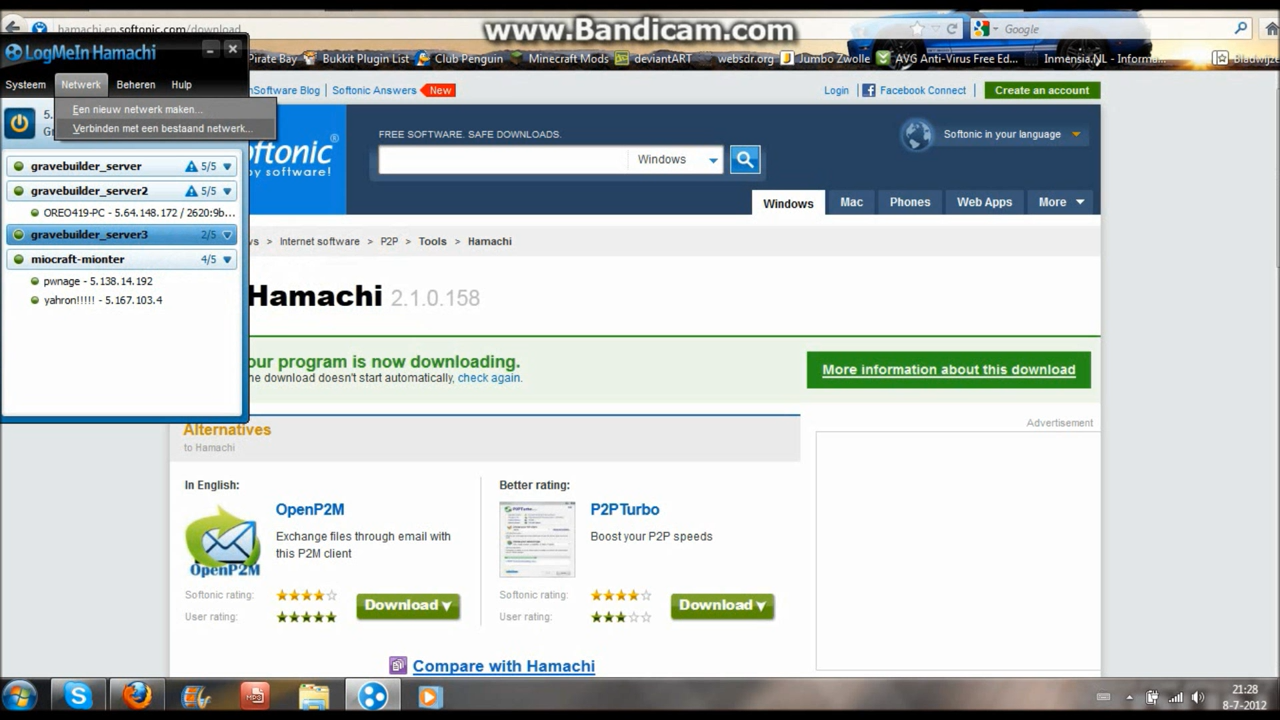 www.Bandicam.com
hamachi.en.softonic.com/download
Google
LogMeIn Hamachi
Pirate Bay
Bukkit Plugin List
Club Penguin
Minecraft Mods
deviantART
websdr.org
Jumbo Zwolle
AVG Anti-Virus Free Ed...
Inmensia.NL - Informa...
Bladwijze
Systeem
Netwerk
Beheren
Hulp
Een nieuw netwerk maken...
Verbinden met een bestaand netwerk...
5.
Gr
gravebuilder_server 5/5
gravebuilder_server2 5/5
OREO419-PC - 5.64.148.172 / 2620:9b...
gravebuilder_server3 2/5
miocraft-mionter 4/5
pwnage - 5.138.14.192
yahron!!!!! - 5.167.103.4
nSoftware Blog
Softonic Answers
New
Login
Facebook Connect
Create an account
oftonic ®
by software!
FREE SOFTWARE. SAFE DOWNLOADS.
Windows
Softonic in your language
Windows
Mac
Phones
Web Apps
More
ws > Internet software > P2P > Tools > Hamachi
Hamachi 2.1.0.158
our program is now downloading.
he download doesn't start automatically, check again.
More information about this download
Alternatives
to Hamachi
Advertisement
In English:
OpenP2M
Exchange files through email with
this P2M client
OpenP2M
Softonic rating:
User rating:
Download
Better rating:
P2PTurbo
Boost your P2P speeds
Softonic rating:
User rating:
Download
Compare with Hamachi
21:28
8-7-2012